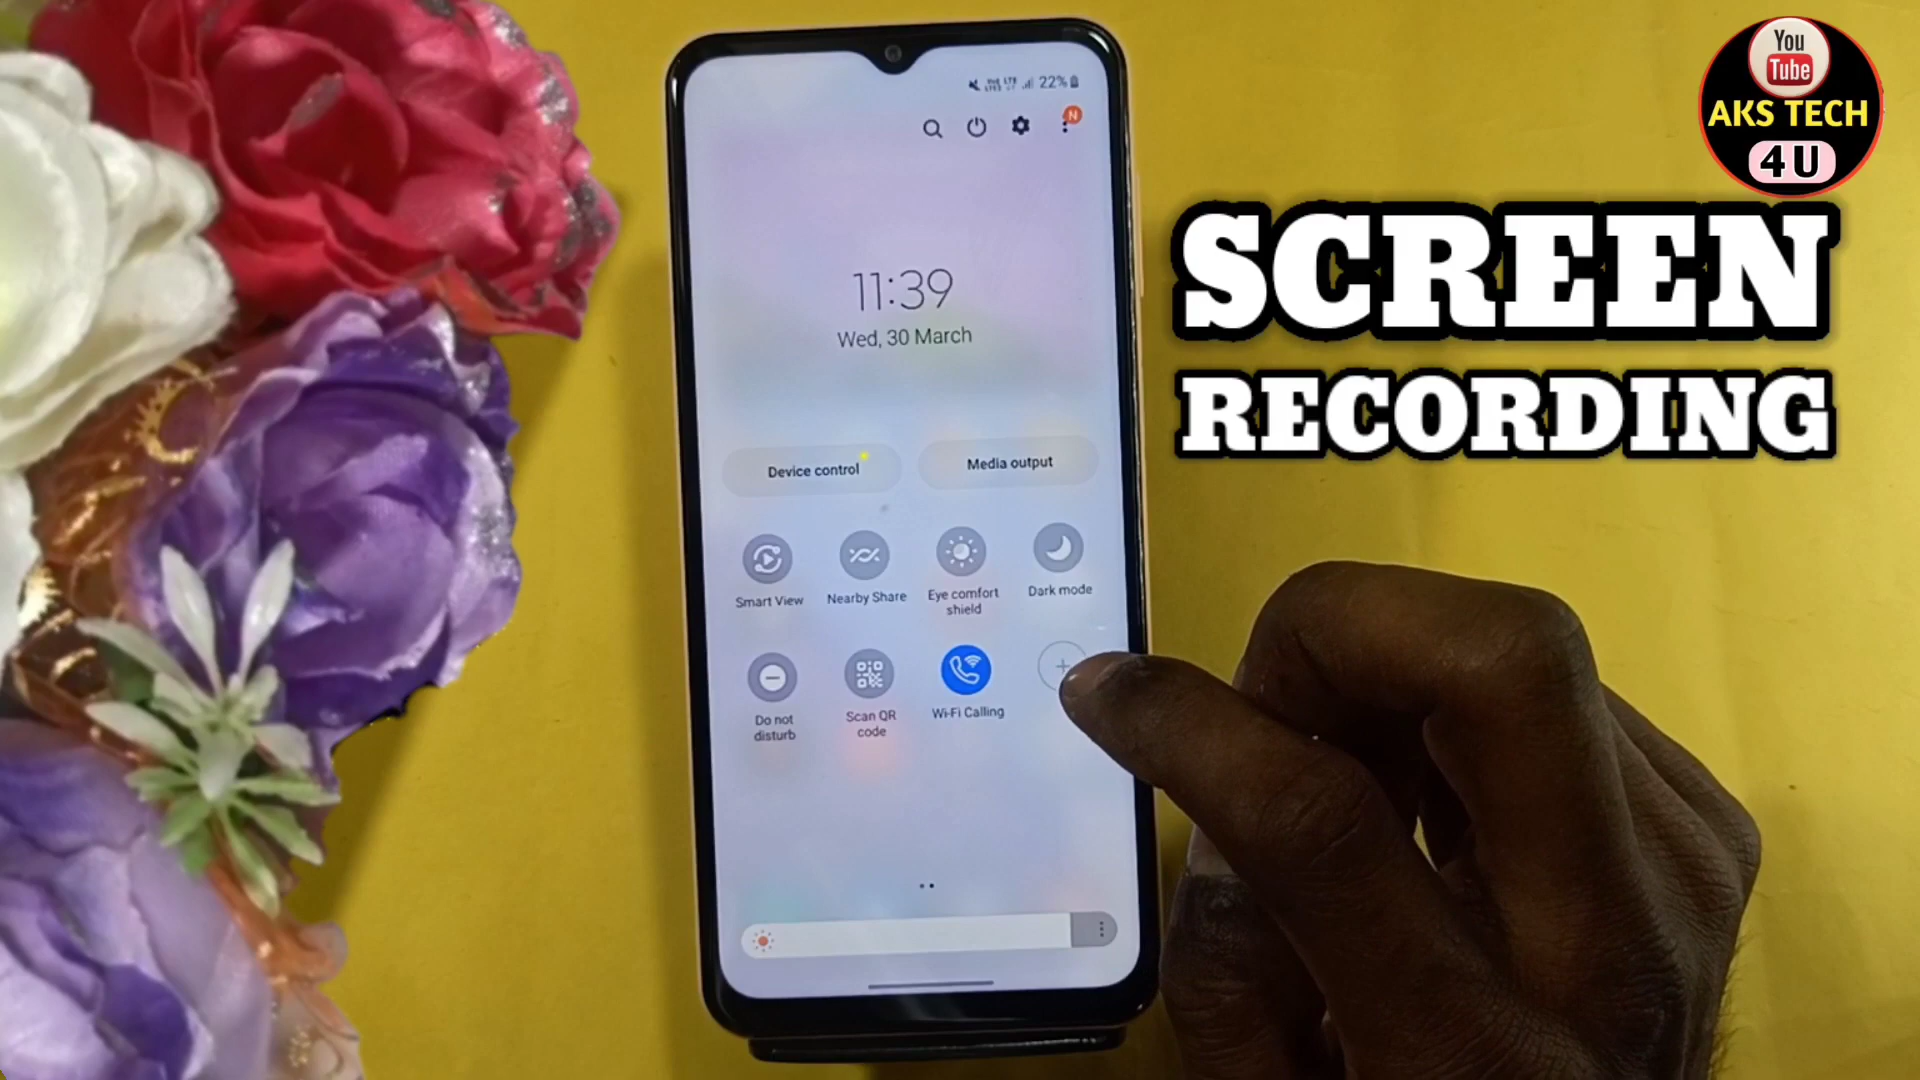 You
Tube
AKS TECH
4 U
SCREEN
RECORDING
22%
N
11:39
Wed, 30 March
Device control
Media output
Smart View
Nearby Share
Eye comfort
shield
Dark mode
Do not
disturb
Scan QR
code
Wi-Fi Calling